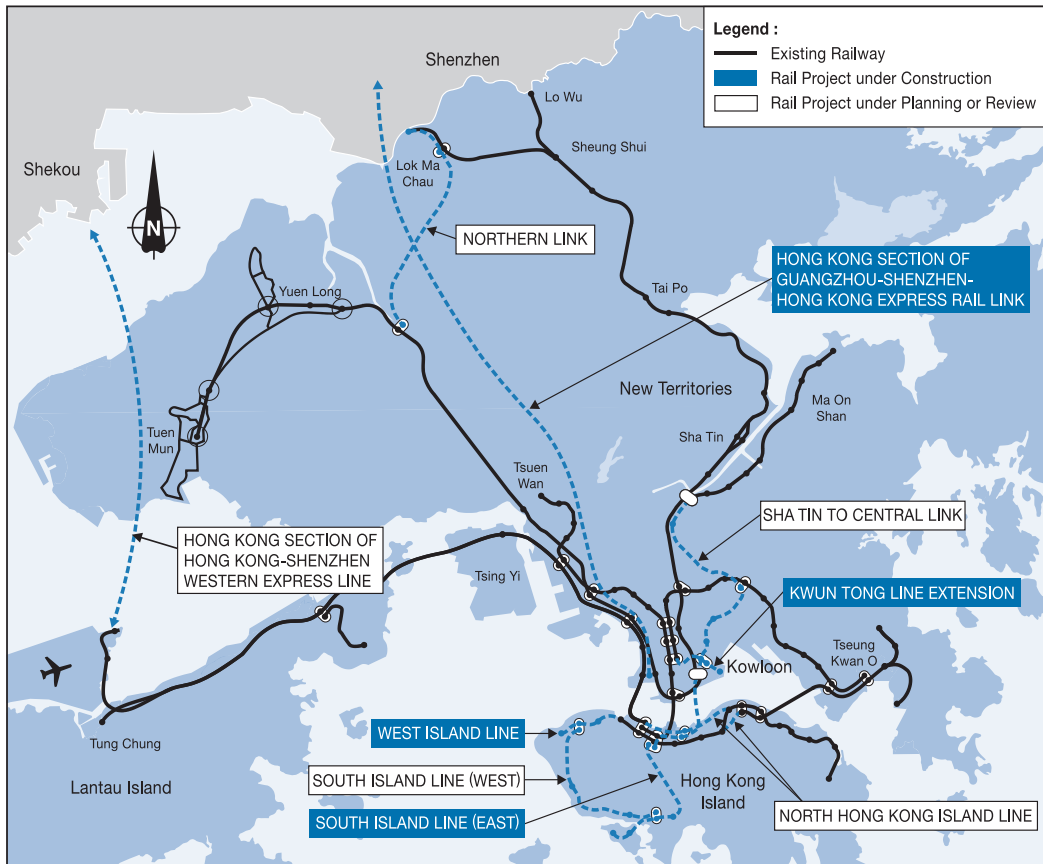 Legend :
Existing Railway
Rail Project under Construction
Rail Project under Planning or Review
Shenzhen
Lo Wu
Sheung Shui
Lok Ma
Chau
Shekou
N
NORTHERN LINK
HONG KONG SECTION OF
GUANGZHOU-SHENZHEN-
HONG KONG EXPRESS RAIL LINK
Yuen Long
Tai Po
New Territories
Ma On
Shan
Tuen
Mun
Sha Tin
Tsuen
Wan
SHA TIN TO CENTRAL LINK
HONG KONG SECTION OF
HONG KONG-SHENZHEN
WESTERN EXPRESS LINE
Tsing Yi
KWUN TONG LINE EXTENSION
Tseung
Kwan O
Kowloon
Tung Chung
WEST ISLAND LINE
SOUTH ISLAND LINE (WEST)
SOUTH ISLAND LINE (EAST)
Lantau Island
Hong Kong
Island
NORTH HONG KONG ISLAND LINE